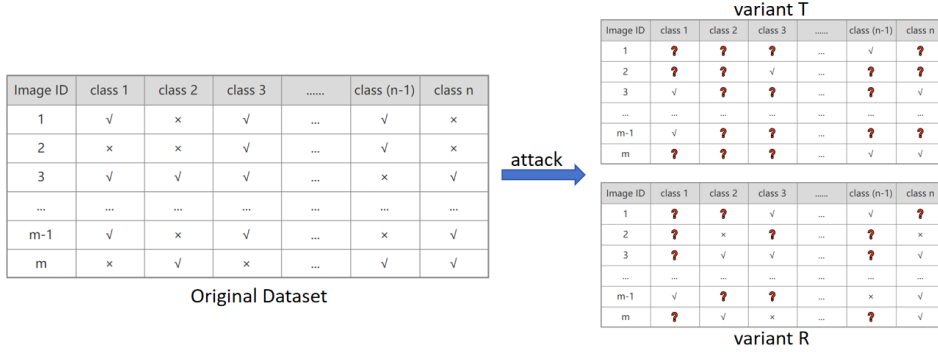 Image ID class 1 class 2 class 3 ...... class (n-1) class n
1 √ × √ ... √ ×
2 × × √ ... √ ×
3 √ √ √ ... × √
... ... ... ... ... ... ...
m-1 √ × √ ... × √
m × √ × ... √ √
Original Dataset
attack
variant T
Image ID class 1 class 2 class 3 ...... class (n-1) class n
1 ? ? ? ... √ ?
2 ? ? √ ... ? ?
3 √ ? ? ... ? √
... ... ... ... ... ... ...
m-1 √ ? ? ... ? ?
m ? ? ? ... √ √
Image ID class 1 class 2 class 3 ...... class (n-1) class n
1 ? ? √ ... √ ?
2 ? × ? ... ? ×
3 ? √ √ ... ? √
... ... ... ... ... ... ...
m-1 √ ? ? ... × √
m ? √ × ... ? √
variant R